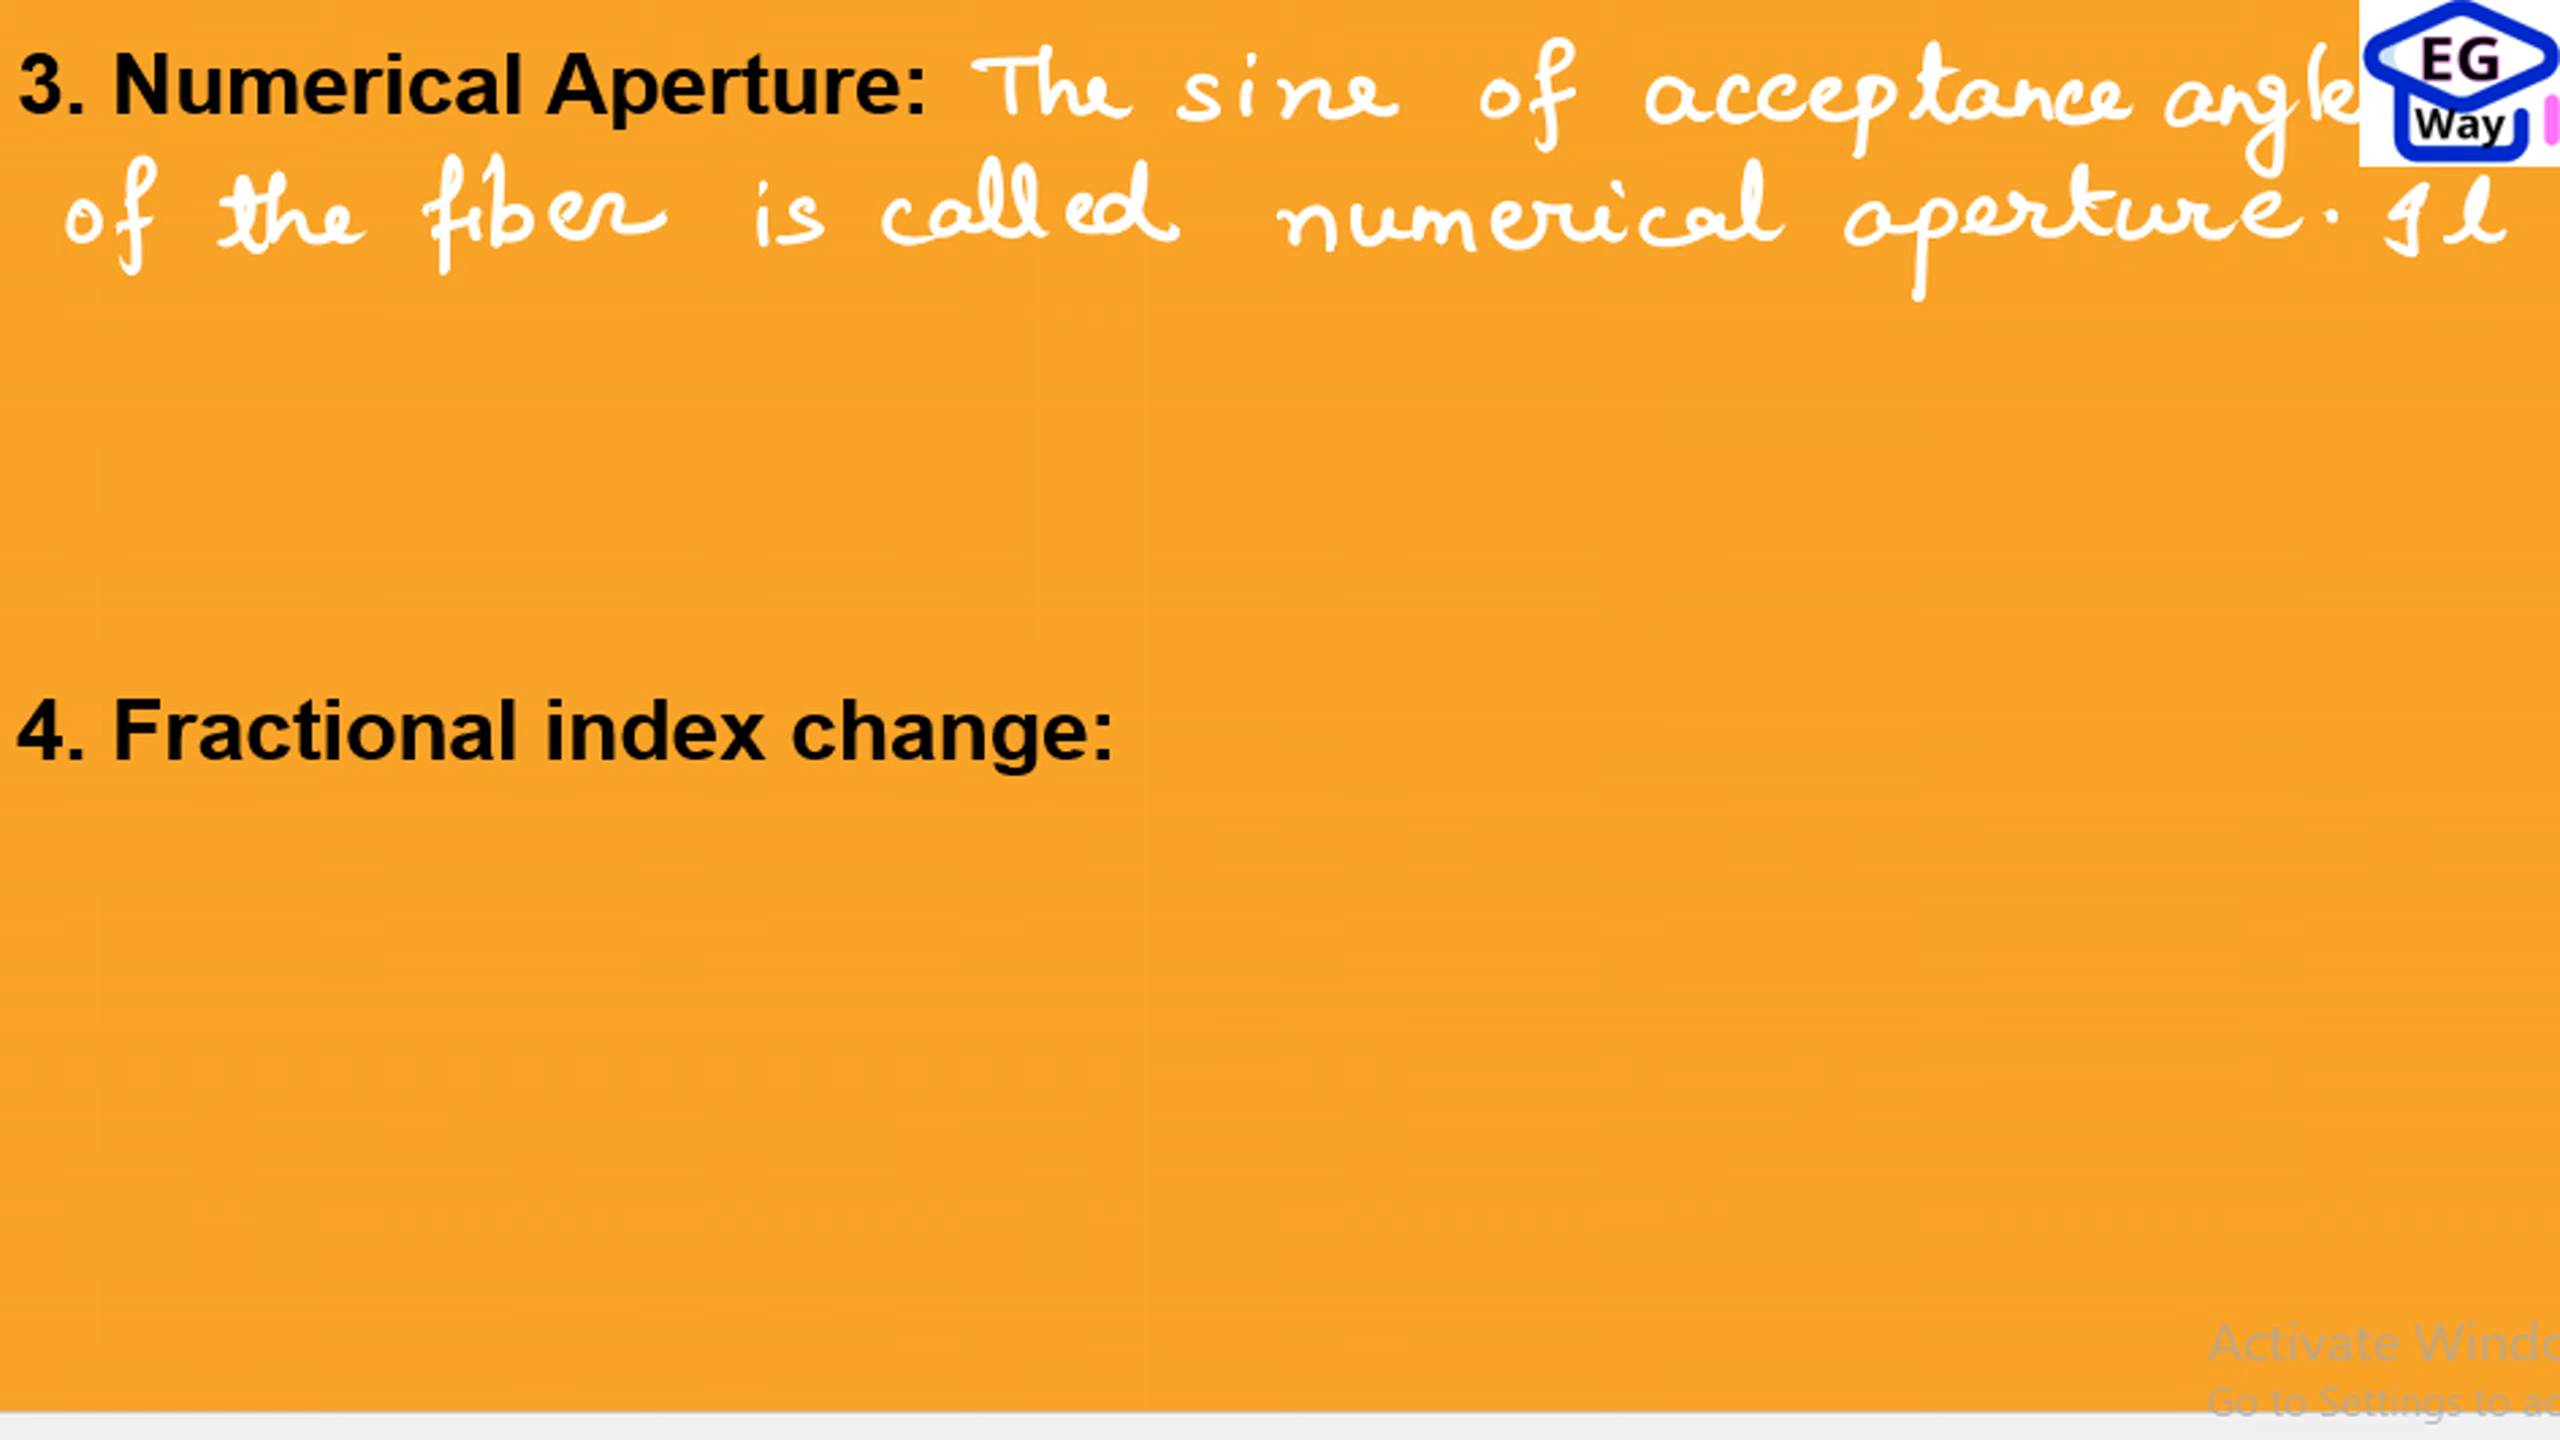 3. Numerical Aperture: The sine of acceptance angle
EG
Way
of the fiber is called numerical aperture. It
4. Fractional index change:
Activate Windo
Go to Settings to ac